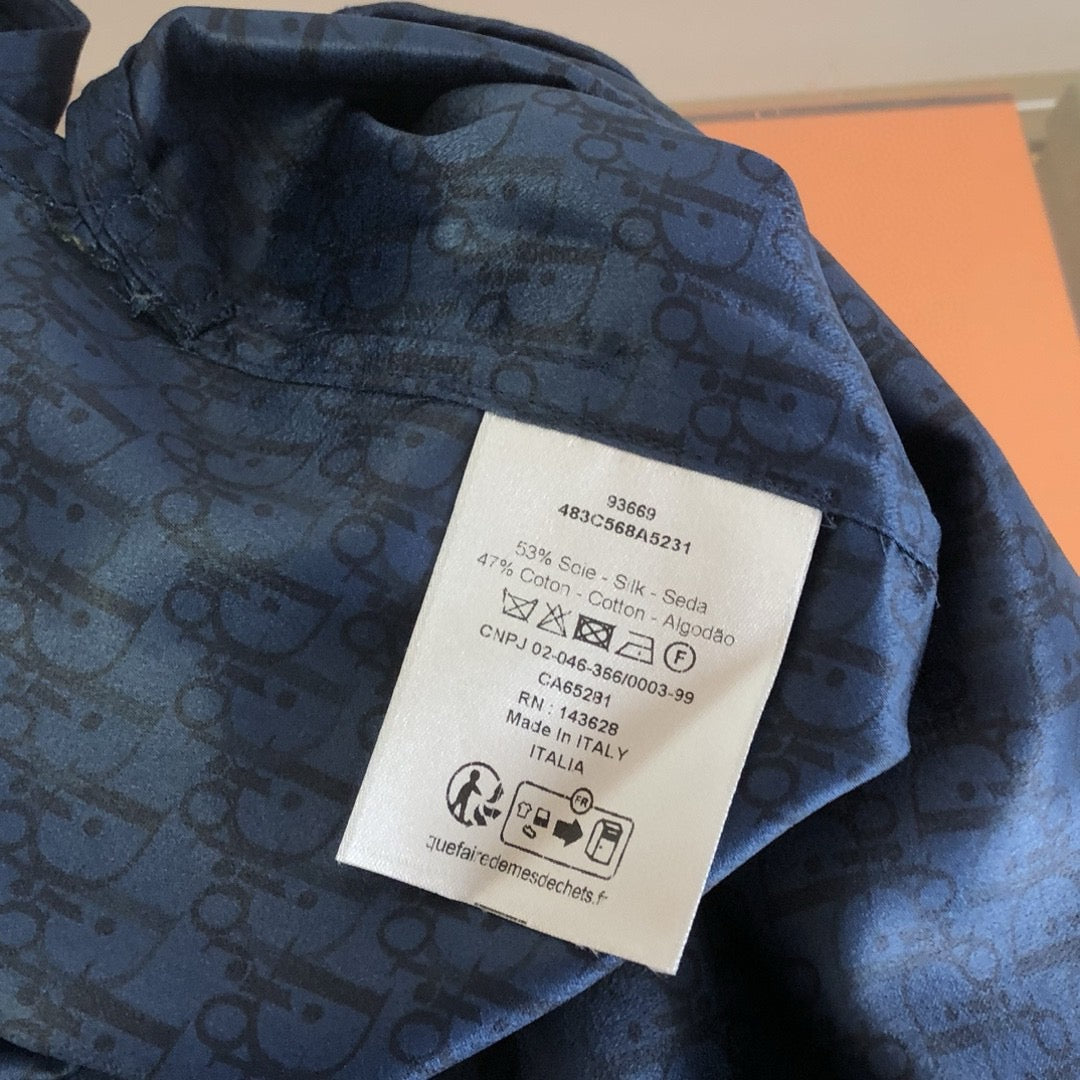 93669
483C568A5231
53% Soie - Silk - Seda
47% Coton - Cotton - Algodão
F
CNPJ 02-046-366/0003-99
CA65281
RN : 143628
Made In ITALY
ITALIA
FR
quefairedemesdechets.fr
Dior